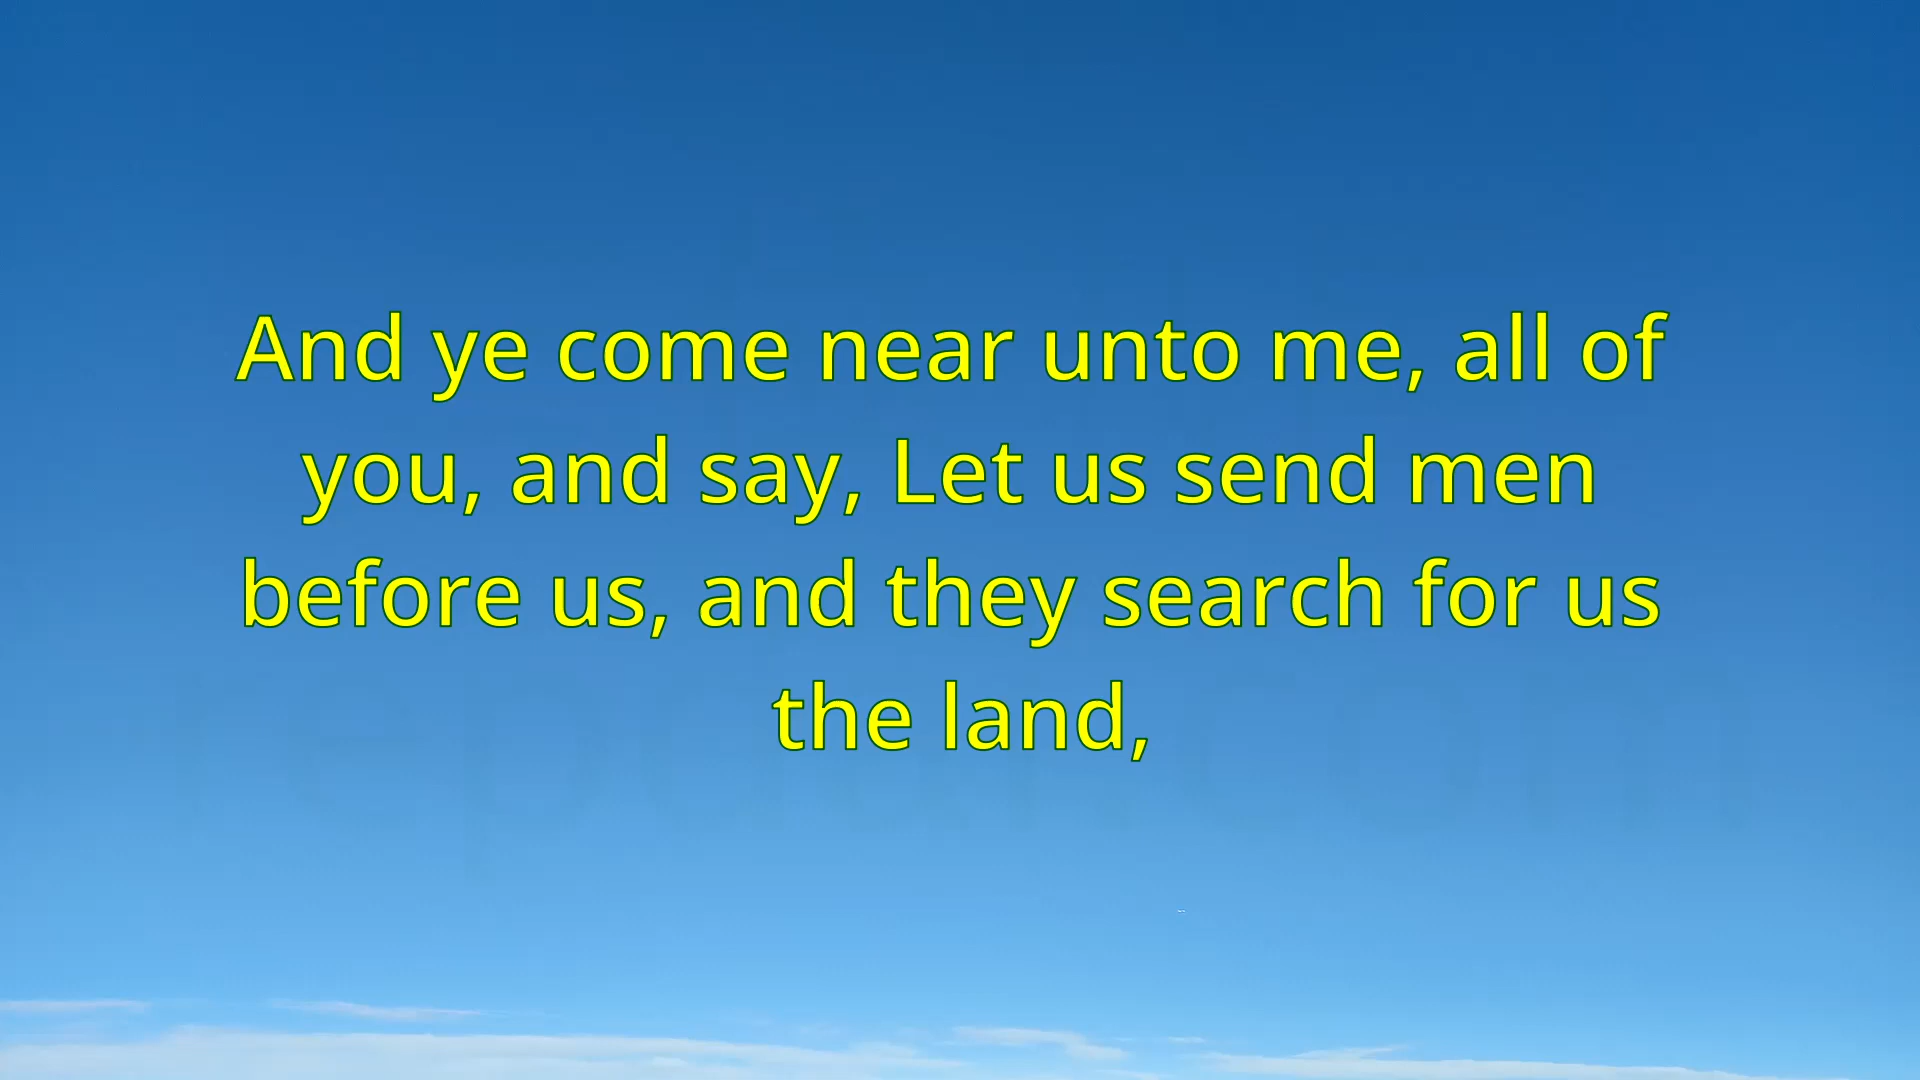 And ye come near unto me, all of
you, and say, Let us send men
before us, and they search for us
the land,